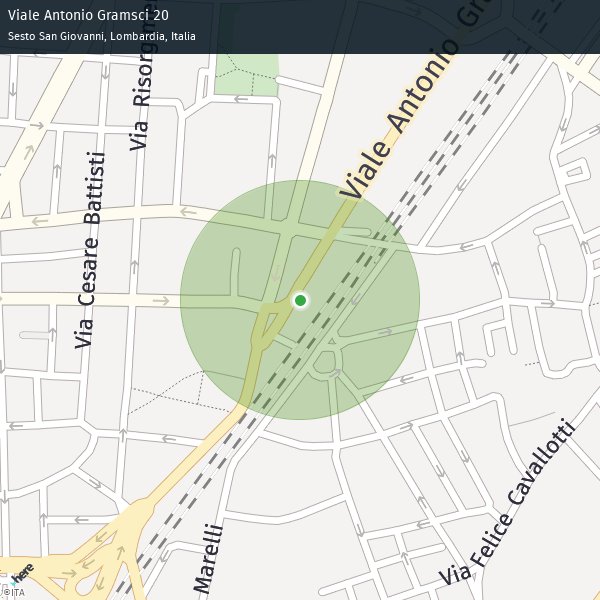 Viale Antonio Gramsci 20
Sesto San Giovanni, Lombardia, Italia
Via Risorgimen
Viale Antonio Gr
Via Cesare Battisti
Via Felice Cavallotti
Marelli
here
©ITA